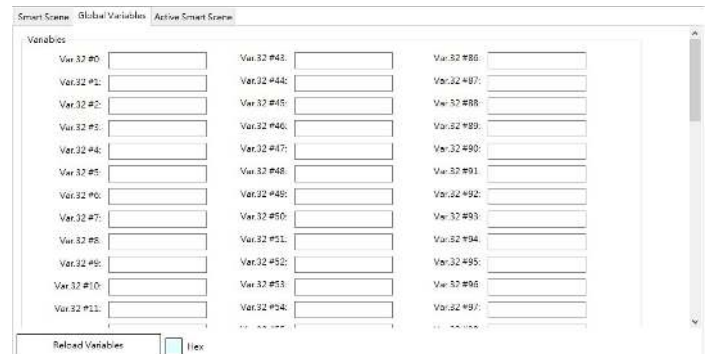 Smart Scene Global Variables Active Smart Scene
Variables
Var.32 #0: Var.32 #43: Var.32 #86:
Var.32 #1: Var.32 #44: Var.32 #87:
Var.32 #2: Var.32 #45: Var.32 #88:
Var.32 #3: Var.32 #46: Var.32 #89:
Var.32 #4: Var.32 #47: Var.32 #90:
Var.32 #5: Var.32 #48: Var.32 #91:
Var.32 #6: Var.32 #49: Var.32 #92:
Var.32 #7: Var.32 #50: Var.32 #93:
Var.32 #8: Var.32 #51: Var.32 #94:
Var.32 #9: Var.32 #52: Var.32 #95:
Var.32 #10: Var.32 #53: Var.32 #96:
Var.32 #11: Var.32 #54: Var.32 #97:
Reload Variables Hex